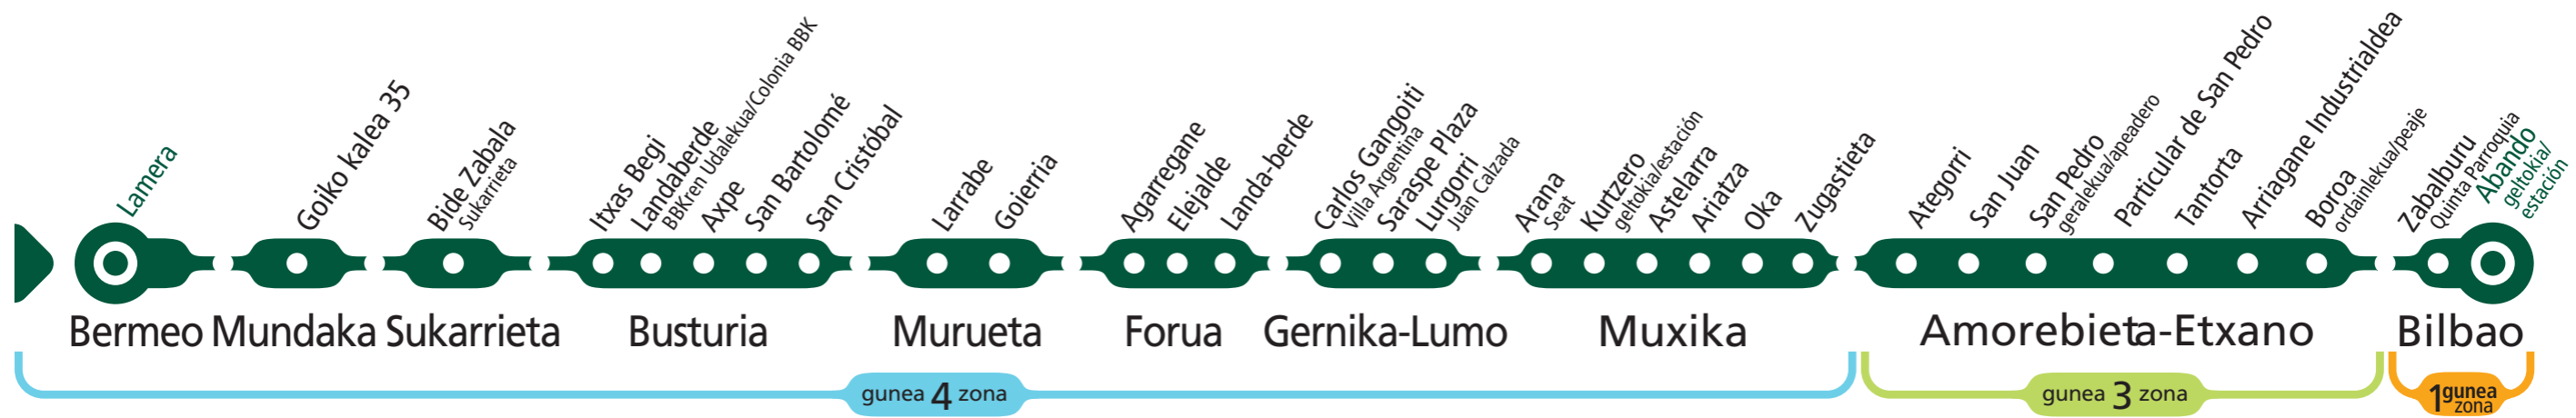 Lamera
Goiko kalea 35
Bide Zabala
Sukarrieta
Itxas Begi
Landaberde
BBKren Udalekua/Colonia BBK
Axpe
San Bartolomé
San Cristóbal
Larrabe
Goierria
Agarregane
Elejalde
Landa-berde
Carlos Gangoiti
Villa Argentina
Saraspe Plaza
Lurgorri
Juan Calzada
Arana
Seat
Kurtzero
geltokia/estación
Astelarra
Ariatza
Oka
Zugastieta
Ategorri
San Juan
San Pedro
geralekua/apeadero
Particular de San Pedro
Tantorta
Arriagane Industrialdea
Boroa
ordainlekua/peaje
Zabalburu
Quinta Parroquia
Abando
geltokia/
estación
Bermeo
Mundaka
Sukarrieta
Busturia
Murueta
Forua
Gernika-Lumo
Muxika
Amorebieta-Etxano
Bilbao
gunea 4 zona
gunea 3 zona
1 gunea
zona